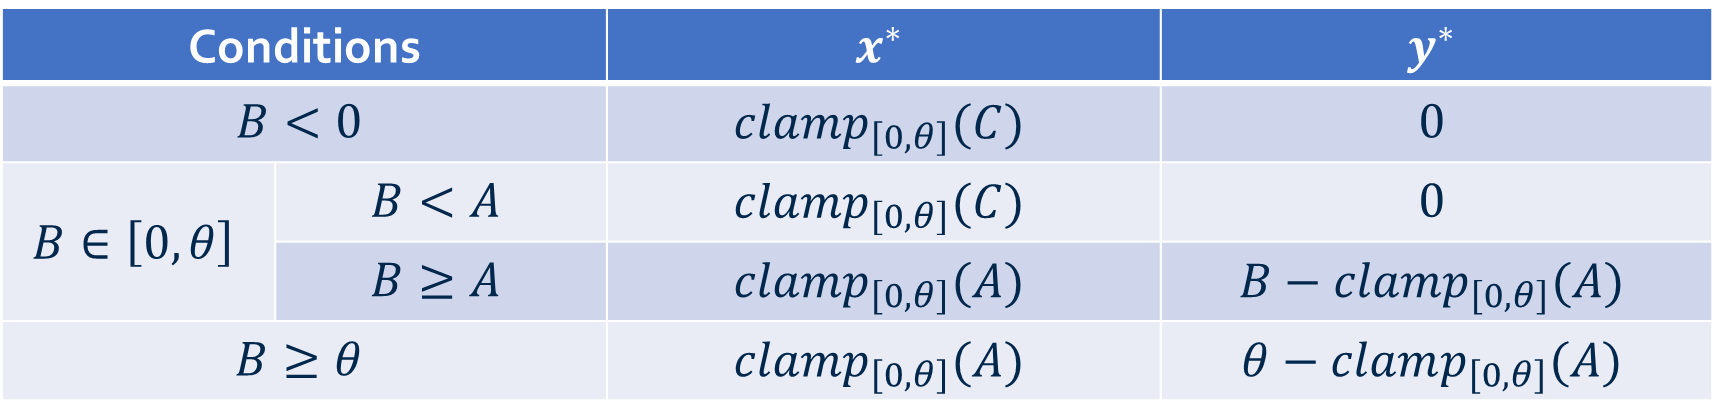 Conditions x* y*
B < 0 clamp[0,θ](C) 0
B ∈ [0, θ] B < A clamp[0,θ](C) 0
B ≥ A clamp[0,θ](A) B − clamp[0,θ](A)
B ≥ θ clamp[0,θ](A) θ − clamp[0,θ](A)